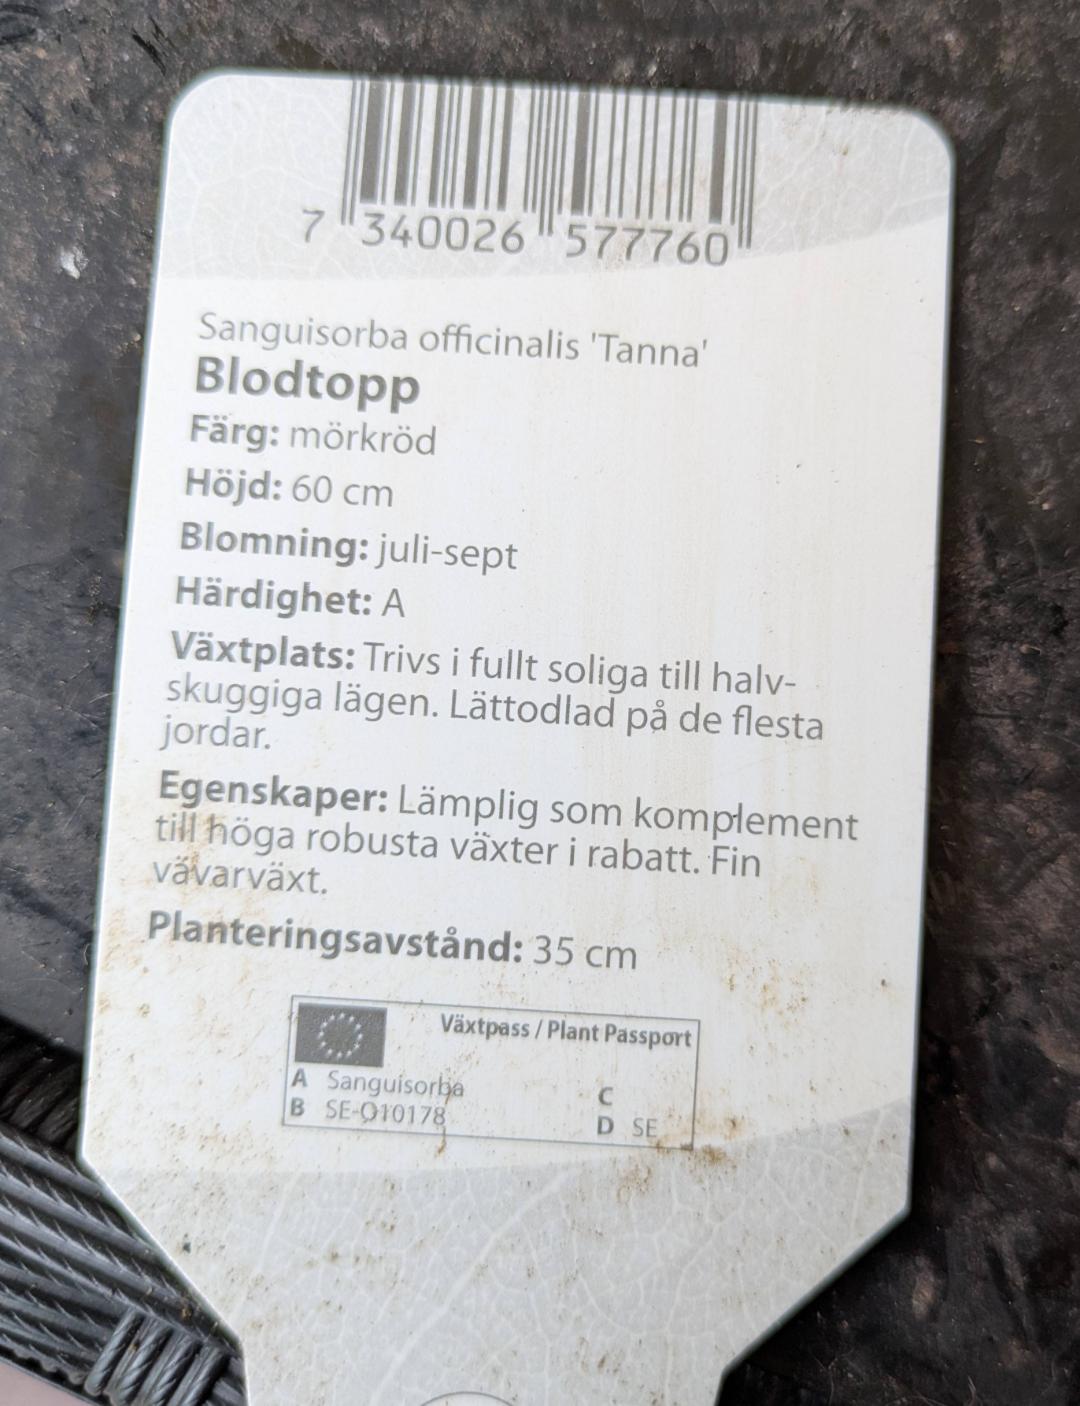 7 340026 577760
Sanguisorba officinalis 'Tanna'
Blodtopp
Färg: mörkröd
Höjd: 60 cm
Blomning: juli-sept
Härdighet: A
Växtplats: Trivs i fullt soliga till halv-
skuggiga lägen. Lättodlad på de flesta
jordar.
Egenskaper: Lämplig som komplement
till höga robusta växter i rabatt. Fin
vävarväxt.
Planteringsavstånd: 35 cm
Växtpass / Plant Passport
A Sanguisorba C
B SE-010178 D SE